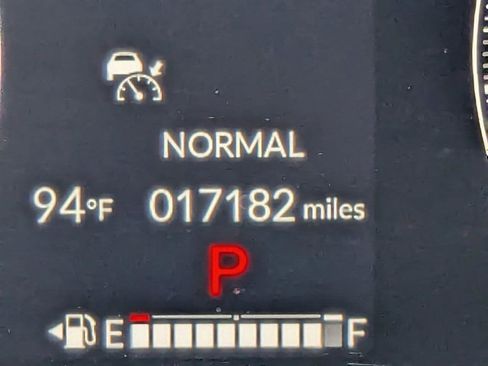 NORMAL
94°F 017182 miles
P
E F